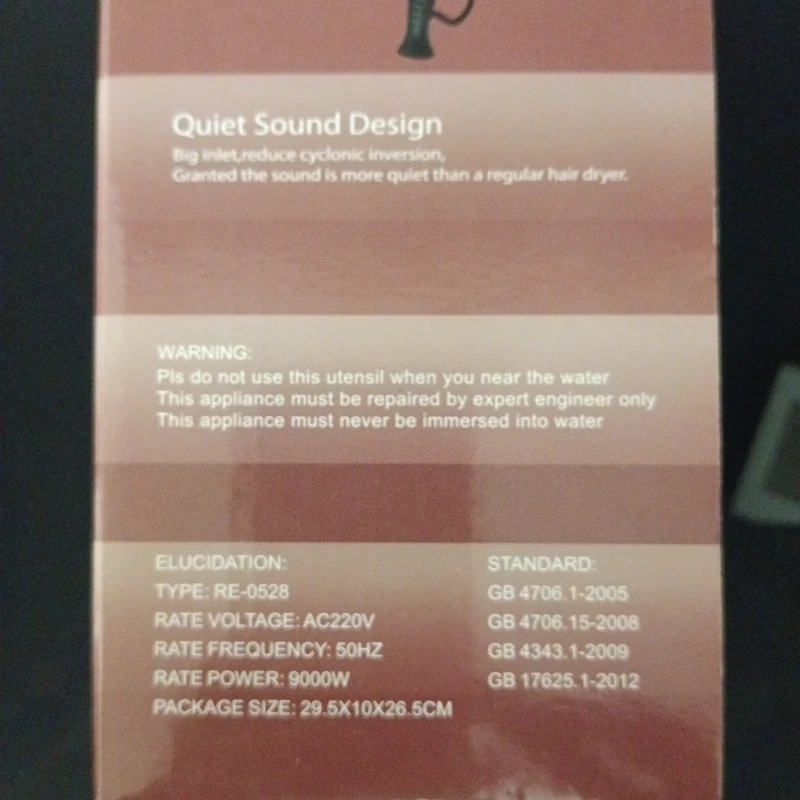 Quiet Sound Design
Big inlet,reduce cyclonic inversion,
Granted the sound is more quiet than a regular hair dryer.
WARNING:
Pls do not use this utensil when you near the water
This appliance must be repaired by expert engineer only
This appliance must never be immersed into water
ELUCIDATION:
TYPE: RE-0528
RATE VOLTAGE: AC220V
RATE FREQUENCY: 50HZ
RATE POWER: 9000W
PACKAGE SIZE: 29.5X10X26.5CM
STANDARD:
GB 4706.1-2005
GB 4706.15-2008
GB 4343.1-2009
GB 17625.1-2012